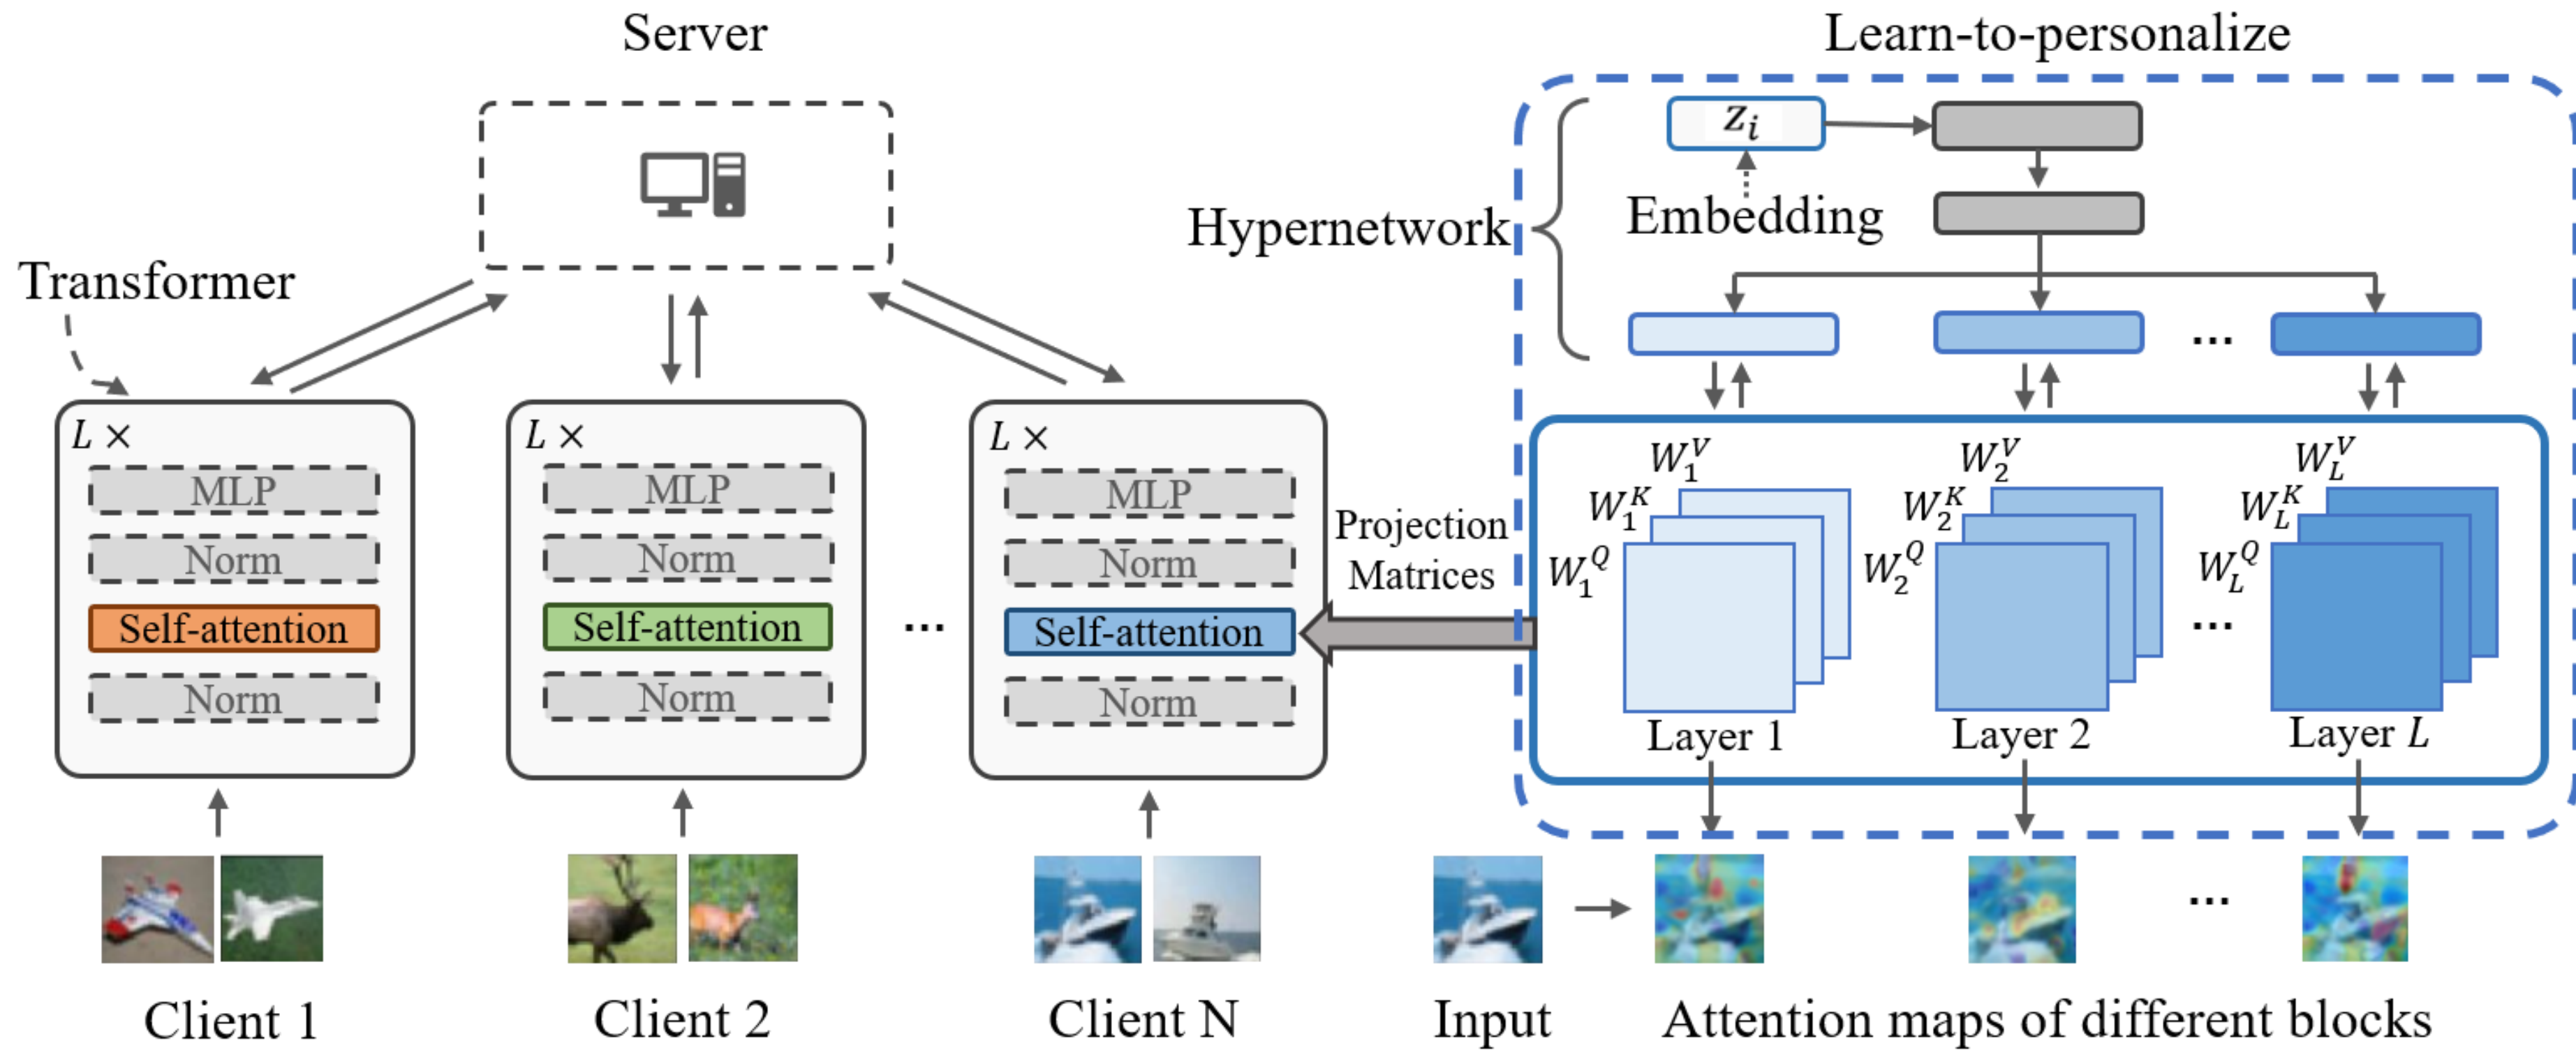 Server
Learn-to-personalize
z_i
Embedding
Hypernetwork
Transformer
L ×
MLP
Norm
Self-attention
Norm
L ×
MLP
Norm
Self-attention
Norm
...
L ×
MLP
Norm
Self-attention
Norm
Projection
Matrices
...
W_1^V
W_1^K
W_1^Q
Layer 1
W_2^V
W_2^K
W_2^Q
Layer 2
...
W_L^V
W_L^K
W_L^Q
Layer L
...
Client 1
Client 2
Client N
Input
Attention maps of different blocks